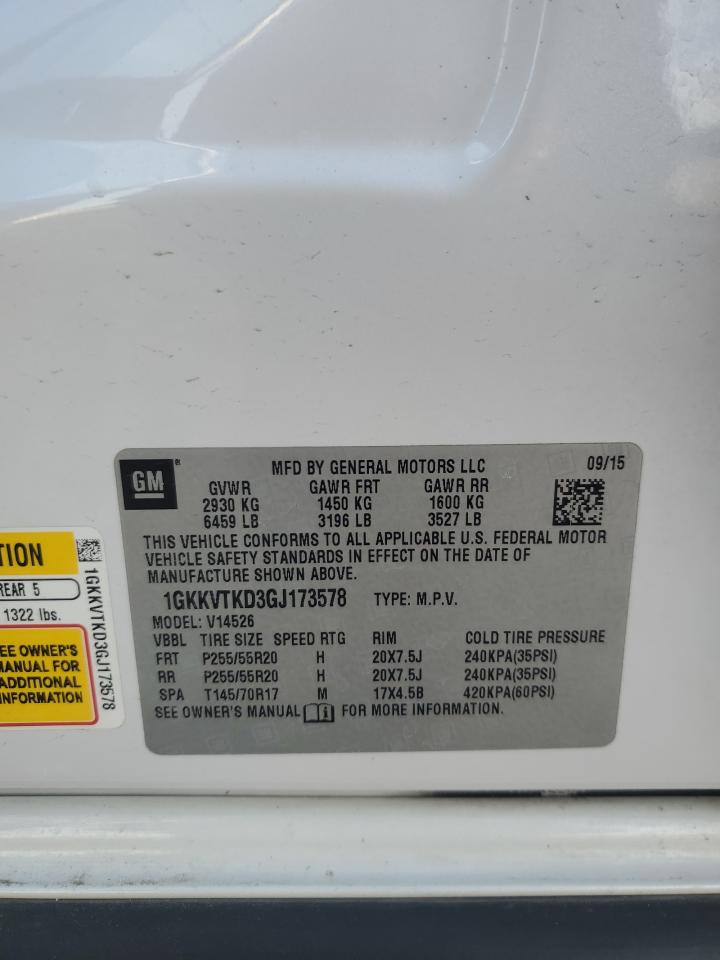 GM
MFD BY GENERAL MOTORS LLC 09/15
GVWR GAWR FRT GAWR RR
2930 KG 1450 KG 1600 KG
6459 LB 3196 LB 3527 LB
THIS VEHICLE CONFORMS TO ALL APPLICABLE U.S. FEDERAL MOTOR
VEHICLE SAFETY STANDARDS IN EFFECT ON THE DATE OF
MANUFACTURE SHOWN ABOVE.
1GKKVTKD3GJ173578 TYPE: M.P.V.
MODEL: V14526
VBBL TIRE SIZE SPEED RTG RIM COLD TIRE PRESSURE
FRT P255/55R20 H 20X7.5J 240KPA(35PSI)
RR P255/55R20 H 20X7.5J 240KPA(35PSI)
SPA T145/70R17 M 17X4.5B 420KPA(60PSI)
SEE OWNER'S MANUAL FOR MORE INFORMATION.
REAR 5
1322 lbs.
OWNER'S
MANUAL FOR
ADDITIONAL
INFORMATION
1GKKVTKD3GJ173578